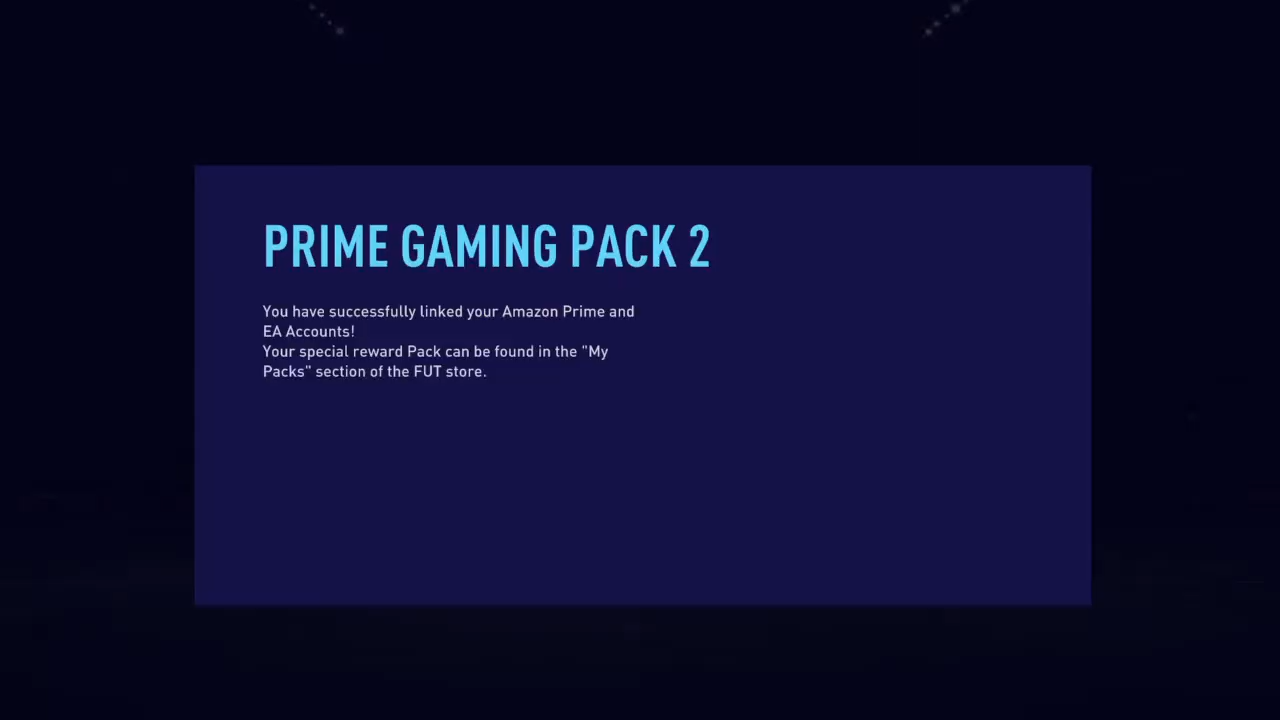 PRIME GAMING PACK 2
You have successfully linked your Amazon Prime and
EA Accounts!
Your special reward Pack can be found in the "My
Packs" section of the FUT store.